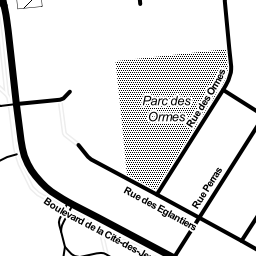 Parc des
Ormes
Rue des Ormes
Rue Perras
Rue des Eglantiers
Boulevard de la Cité-des-Je